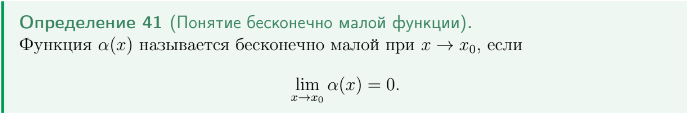 Определение 41 (Понятие бесконечно малой функции).
Функция α(x) называется бесконечно малой при x → x₀, если
lim α(x) = 0.
x→x₀